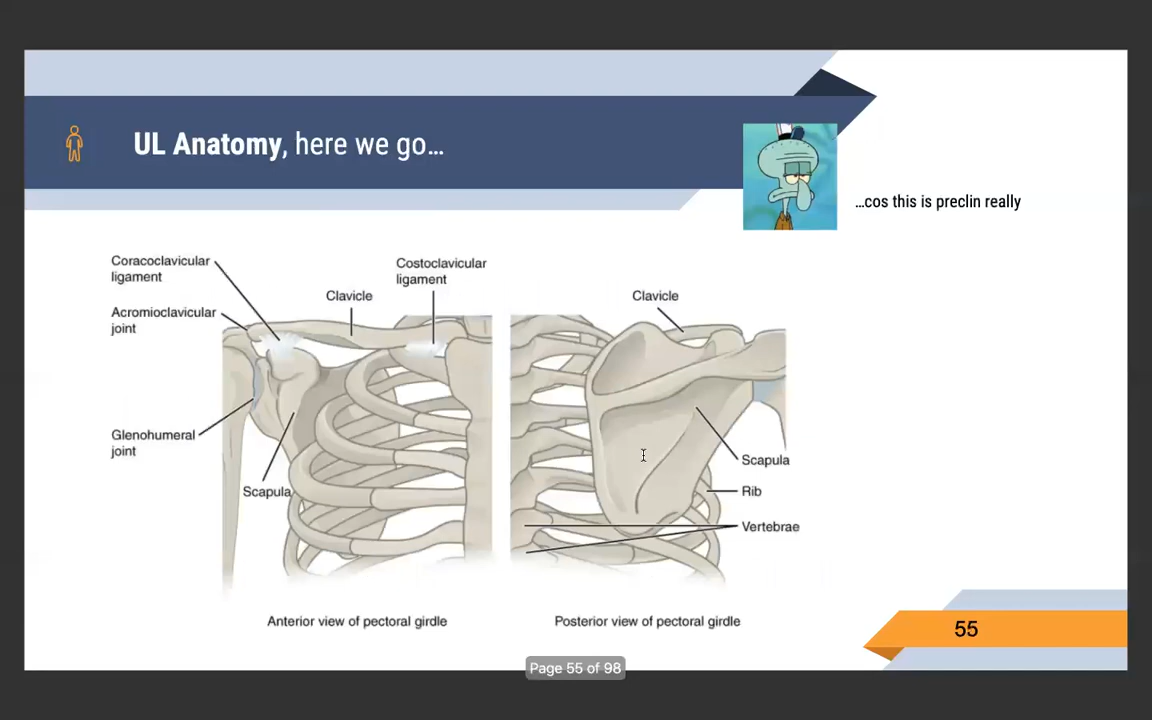 UL Anatomy, here we go…
…cos this is preclin really
Coracoclavicular
ligament
Costoclavicular
ligament
Clavicle
Acromioclavicular
joint
Glenohumeral
joint
Scapula
Anterior view of pectoral girdle
Clavicle
Scapula
Rib
Vertebrae
Posterior view of pectoral girdle
55
Page 55 of 98